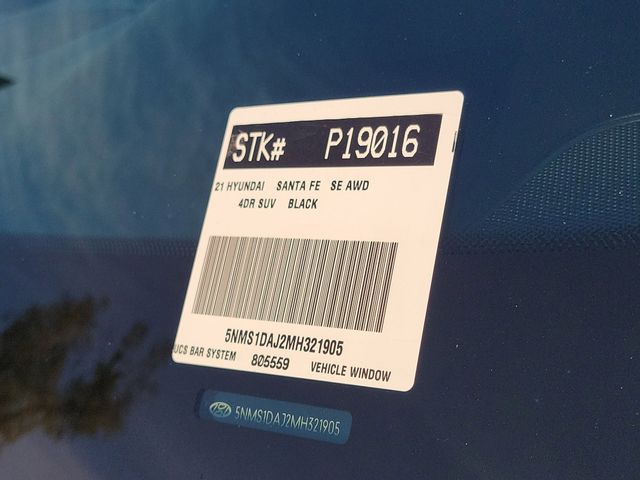 STK# P19016
21 HYUNDAI SANTA FE SE AWD
4DR SUV BLACK
5NMS1DAJ2MH321905
UCS BAR SYSTEM 805559 VEHICLE WINDOW
5NMS1DAJ2MH321905